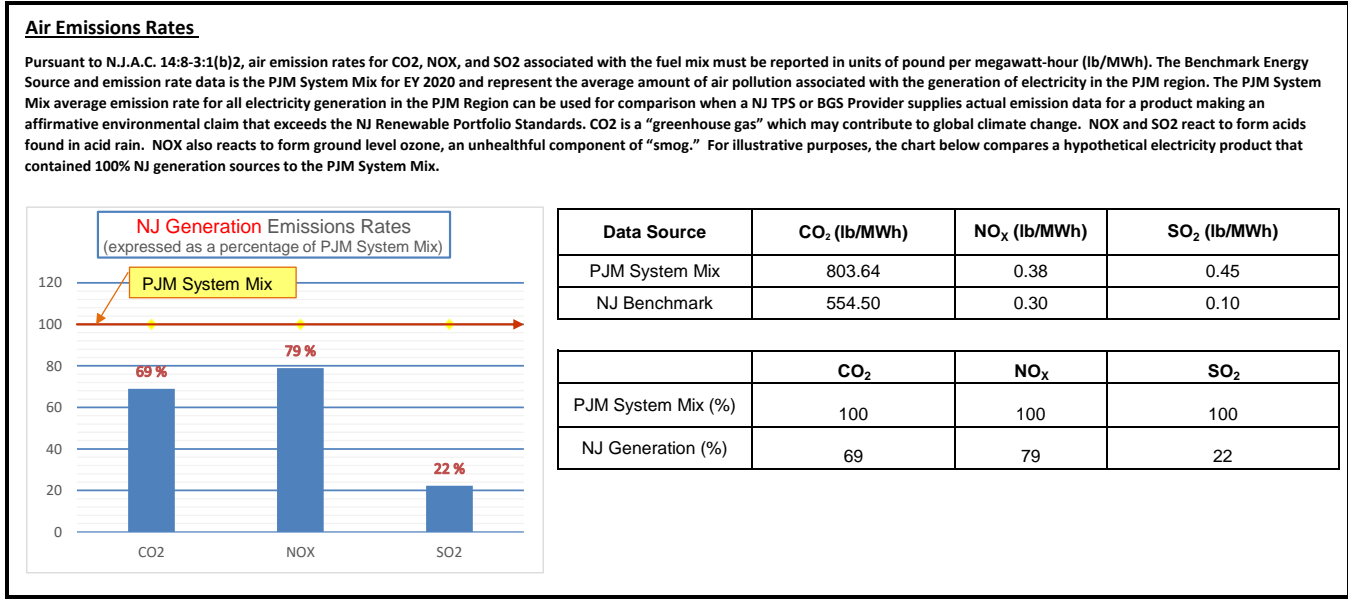 Air Emissions Rates
Pursuant to N.J.A.C. 14:8-3:1(b)2, air emission rates for CO2, NOX, and SO2 associated with the fuel mix must be reported in units of pound per megawatt-hour (lb/MWh). The Benchmark Energy
Source and emission rate data is the PJM System Mix for EY 2020 and represent the average amount of air pollution associated with the generation of electricity in the PJM region. The PJM System
Mix average emission rate for all electricity generation in the PJM Region can be used for comparison when a NJ TPS or BGS Provider supplies actual emission data for a product making an
affirmative environmental claim that exceeds the NJ Renewable Portfolio Standards. CO2 is a “greenhouse gas” which may contribute to global climate change. NOX and SO2 react to form acids
found in acid rain. NOX also reacts to form ground level ozone, an unhealthful component of “smog.” For illustrative purposes, the chart below compares a hypothetical electricity product that
contained 100% NJ generation sources to the PJM System Mix.
NJ Generation Emissions Rates
(expressed as a percentage of PJM System Mix)
PJM System Mix
120
100
80
60
40
20
0
69 %
79 %
22 %
CO2 NOX SO2
Data Source CO₂ (lb/MWh) NOX (lb/MWh) SO₂ (lb/MWh)
PJM System Mix 803.64 0.38 0.45
NJ Benchmark 554.50 0.30 0.10
CO₂ NOX SO₂
PJM System Mix (%) 100 100 100
NJ Generation (%) 69 79 22